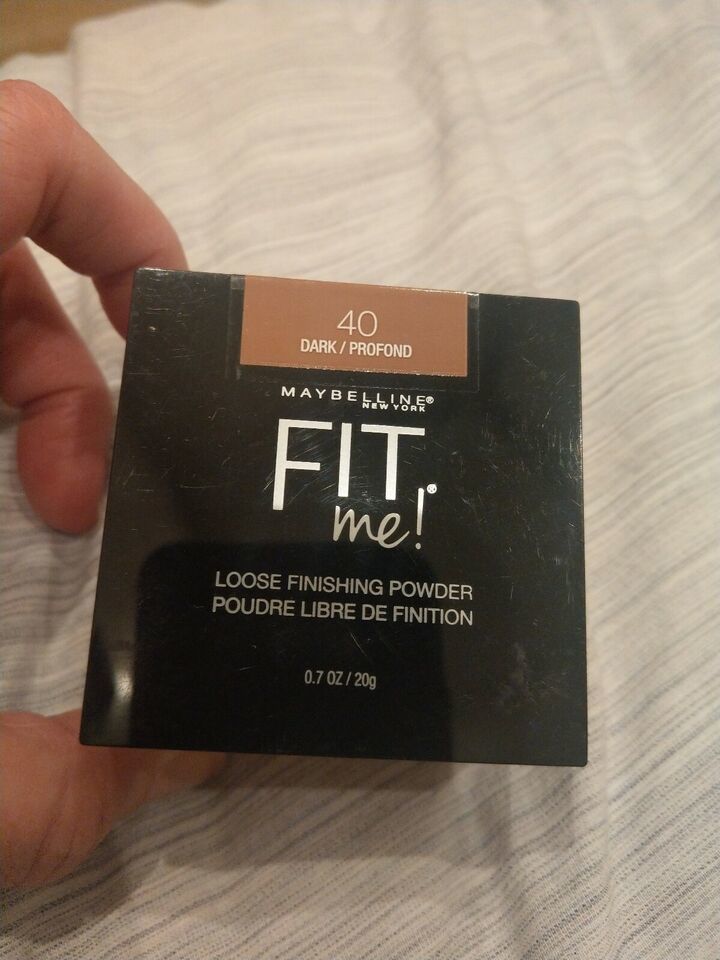 40
DARK / PROFOND
MAYBELLINE®
NEW YORK
FIT
me!®
LOOSE FINISHING POWDER
POUDRE LIBRE DE FINITION
0.7 OZ / 20g